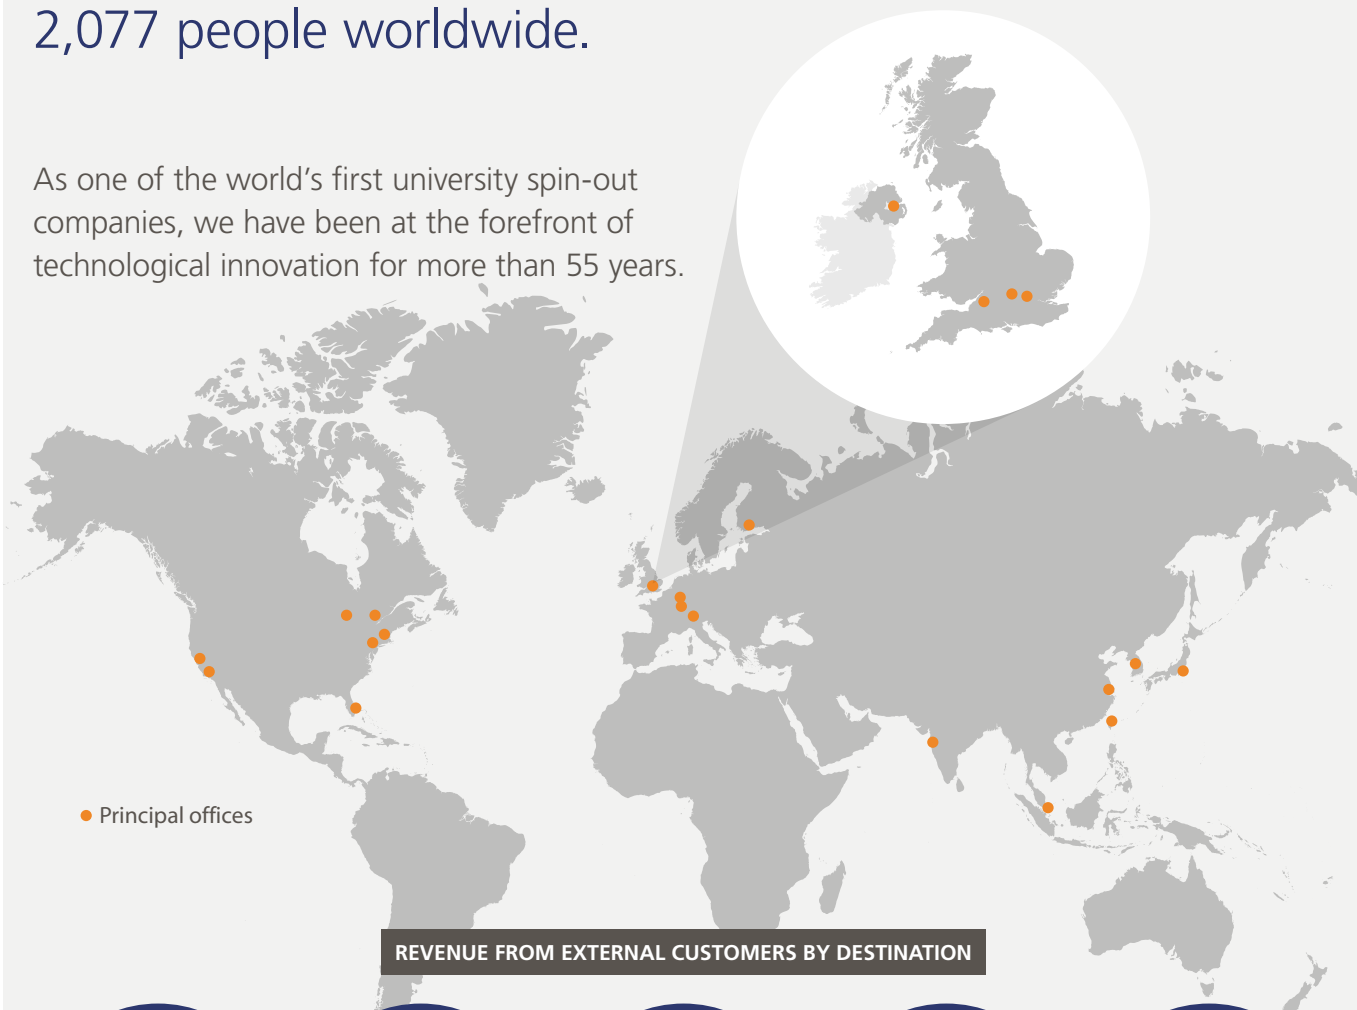 2,077 people worldwide.
As one of the world’s first university spin-out
companies, we have been at the forefront of
technological innovation for more than 55 years.
Principal offices
REVENUE FROM EXTERNAL CUSTOMERS BY DESTINATION